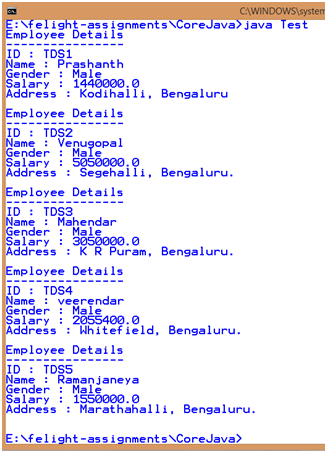 C:\WINDOWS\system
E:\felight-assignments\CoreJava>java Test
Employee Details
----------------
ID : TDS1
Name : Prashanth
Gender : Male
Salary : 1440000.0
Address : Kodihalli, Bengaluru
Employee Details
----------------
ID : TDS2
Name : Venugopal
Gender : Male
Salary : 5050000.0
Address : Segehalli, Bengaluru.
Employee Details
----------------
ID : TDS3
Name : Mahendar
Gender : Male
Salary : 3050000.0
Address : K R Puram, Bengaluru.
Employee Details
----------------
ID : TDS4
Name : veerendar
Gender : Male
Salary : 2055400.0
Address : Whitefield, Bengaluru.
Employee Details
----------------
ID : TDS5
Name : Ramanjaneya
Gender : Male
Salary : 1550000.0
Address : Marathahalli, Bengaluru.
E:\felight-assignments\CoreJava>